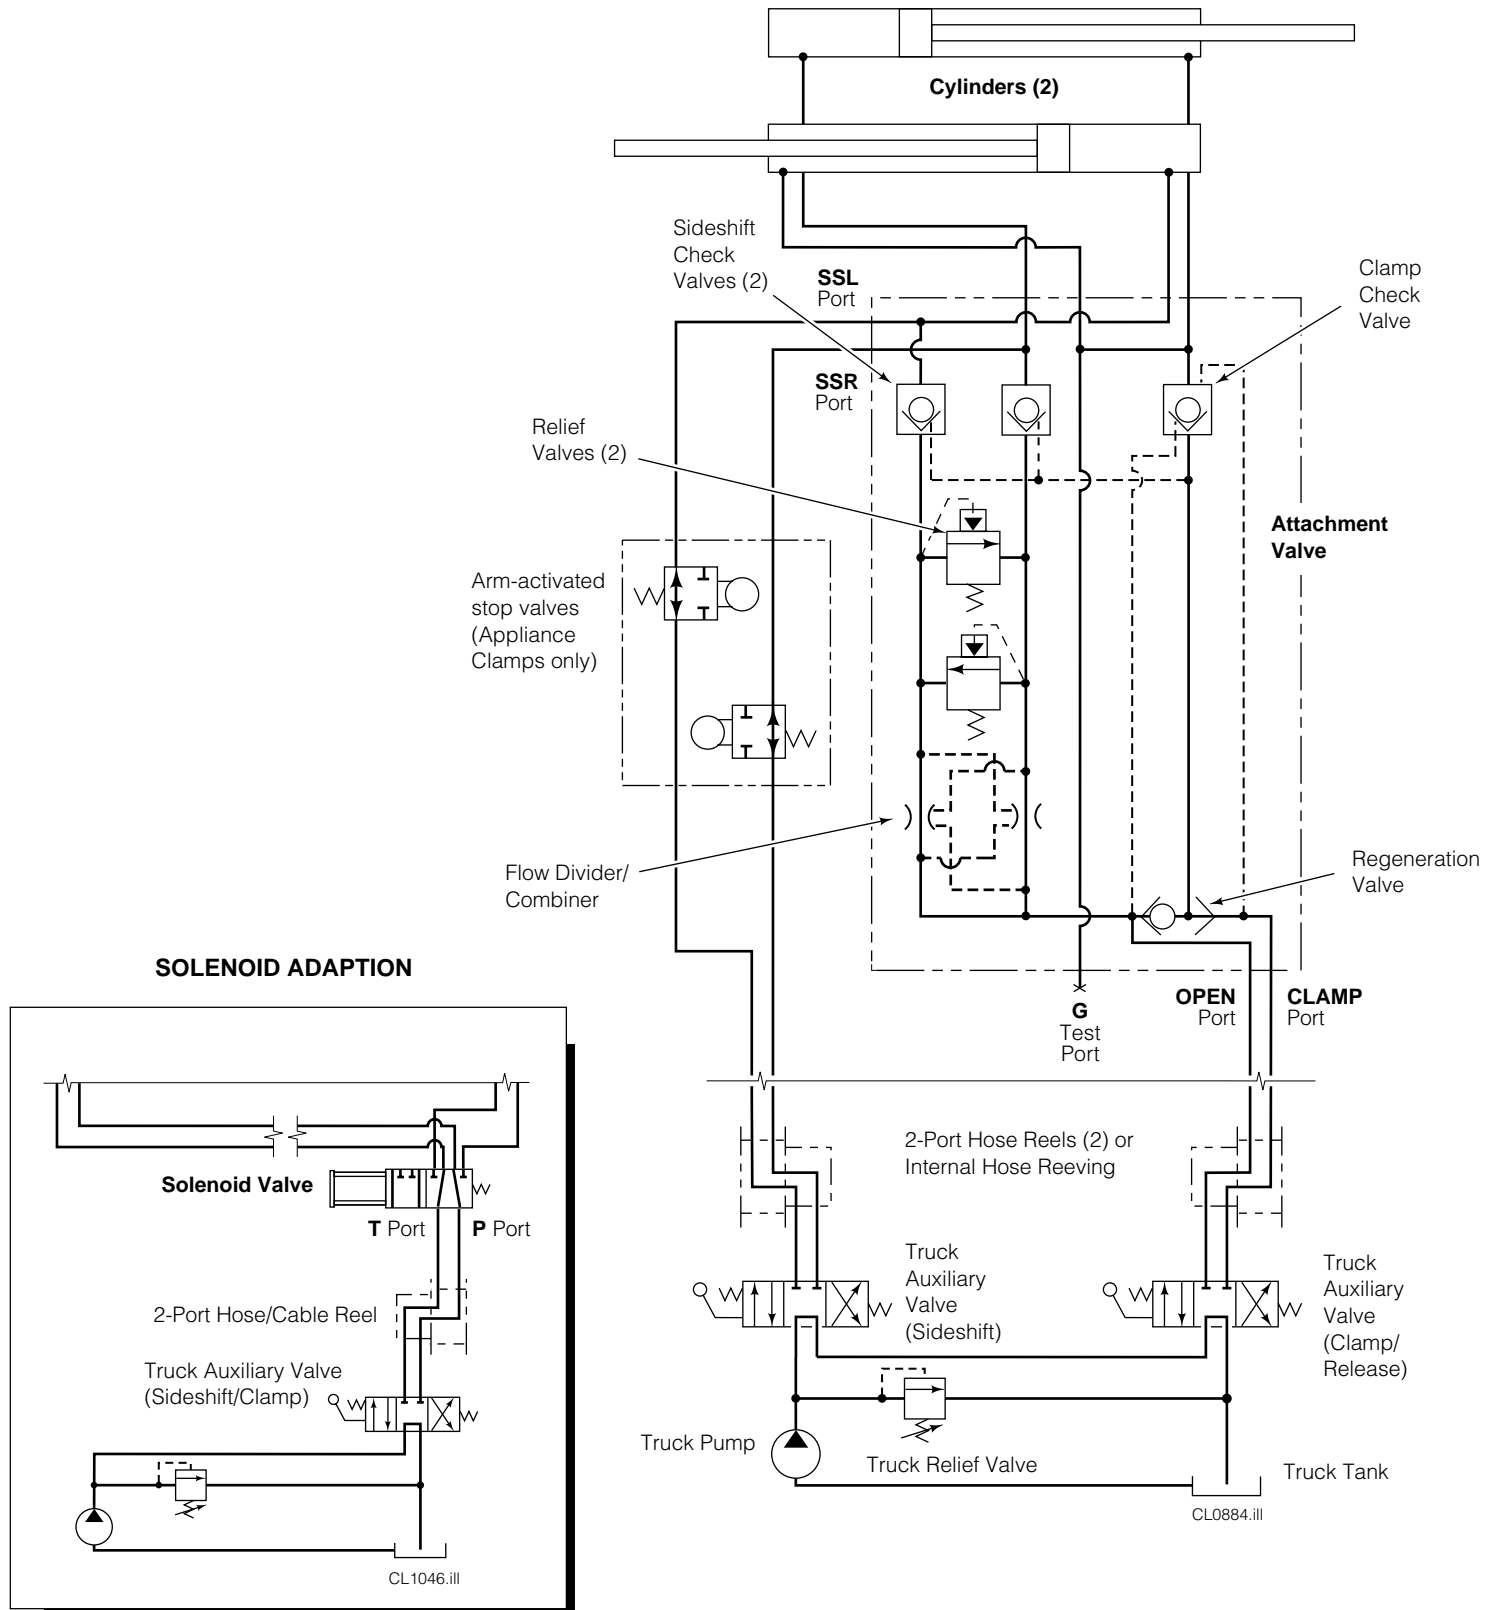 Cylinders (2)
Sideshift
Check
Valves (2)
SSL
Port
Clamp
Check
Valve
SSR
Port
Relief
Valves (2)
Attachment
Valve
Arm-activated
stop valves
(Appliance
Clamps only)
Flow Divider/
Combiner
Regeneration
Valve
G
Test
Port
OPEN
Port
CLAMP
Port
2-Port Hose Reels (2) or
Internal Hose Reeving
Truck
Auxiliary
Valve
(Sideshift)
Truck
Auxiliary
Valve
(Clamp/
Release)
Truck Pump
Truck Relief Valve
Truck Tank
CL0884.ill
SOLENOID ADAPTION
Solenoid Valve
T Port
P Port
2-Port Hose/Cable Reel
Truck Auxiliary Valve
(Sideshift/Clamp)
CL1046.ill